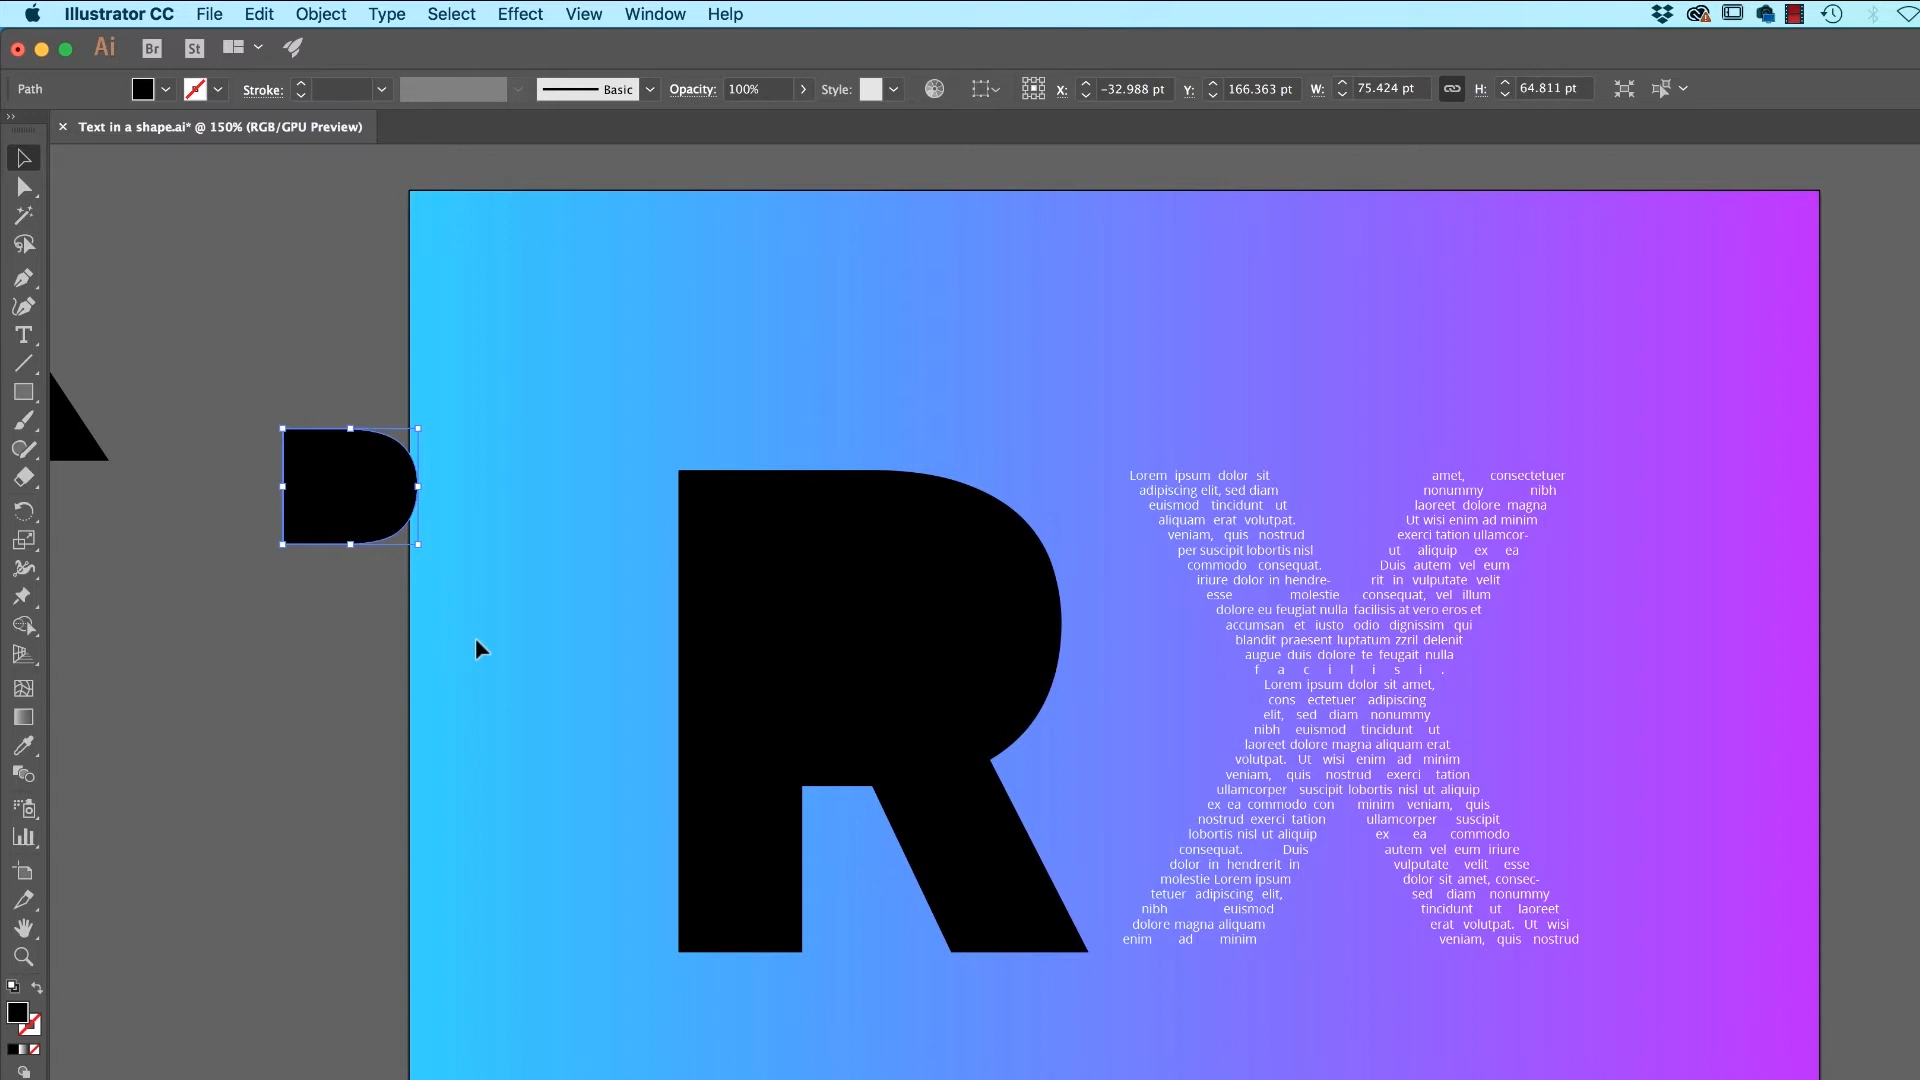 Illustrator CC File Edit Object Type Select Effect View Window Help
Ai Br St
Path Stroke: Basic Opacity: 100% Style: X: -32.988 pt Y: 166.363 pt W: 75.424 pt H: 64.811 pt
Text in a shape.ai* @ 150% (RGB/GPU Preview)
R
Lorem ipsum dolor sit amet, consectetuer
adipiscing elit, sed diam nonummy nibh
euismod tincidunt ut laoreet dolore magna
aliquam erat volutpat. Ut wisi enim ad minim
veniam, quis nostrud exerci tation ullamcor-
per suscipit lobortis nisl ut aliquip ex ea
commodo consequat. Duis autem vel eum
iriure dolor in hendre- rit in vulputate velit
esse molestie consequat, vel illum
dolore eu feugiat nulla facilisis at vero eros et
accumsan et iusto odio dignissim qui
blandit praesent luptatum zzril delenit
augue duis dolore te feugait nulla
f a c i l i s i .
Lorem ipsum dolor sit amet,
cons ectetuer adipiscing
elit, sed diam nonummy
nibh euismod tincidunt ut
laoreet dolore magna aliquam erat
volutpat. Ut wisi enim ad minim
veniam, quis nostrud exerci tation
ullamcorper suscipit lobortis nisl ut aliquip
ex ea commodo con minim veniam, quis
nostrud exerci tation ullamcorper suscipit
lobortis nisl ut aliquip ex ea commodo
consequat. Duis autem vel eum iriure
dolor in hendrerit in vulputate velit esse
molestie Lorem ipsum dolor sit amet, consec-
tetuer adipiscing elit, sed diam nonummy
nibh euismod tincidunt ut laoreet
dolore magna aliquam erat volutpat. Ut wisi
enim ad minim veniam, quis nostrud